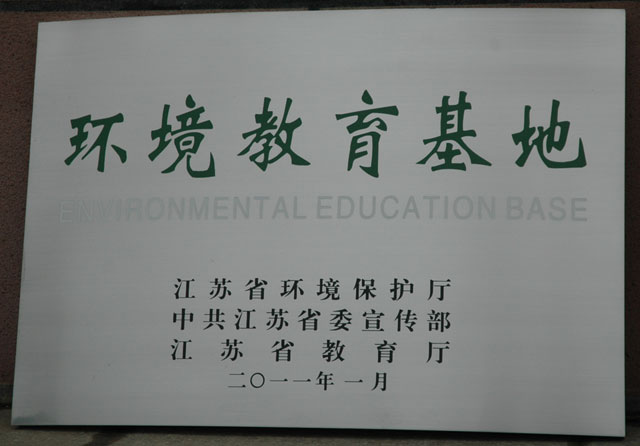 环境教育基地
ENVIRONMENTAL EDUCATION BASE
江苏省环境保护厅
中共江苏省委宣传部
江苏省教育厅
二〇一一年一月